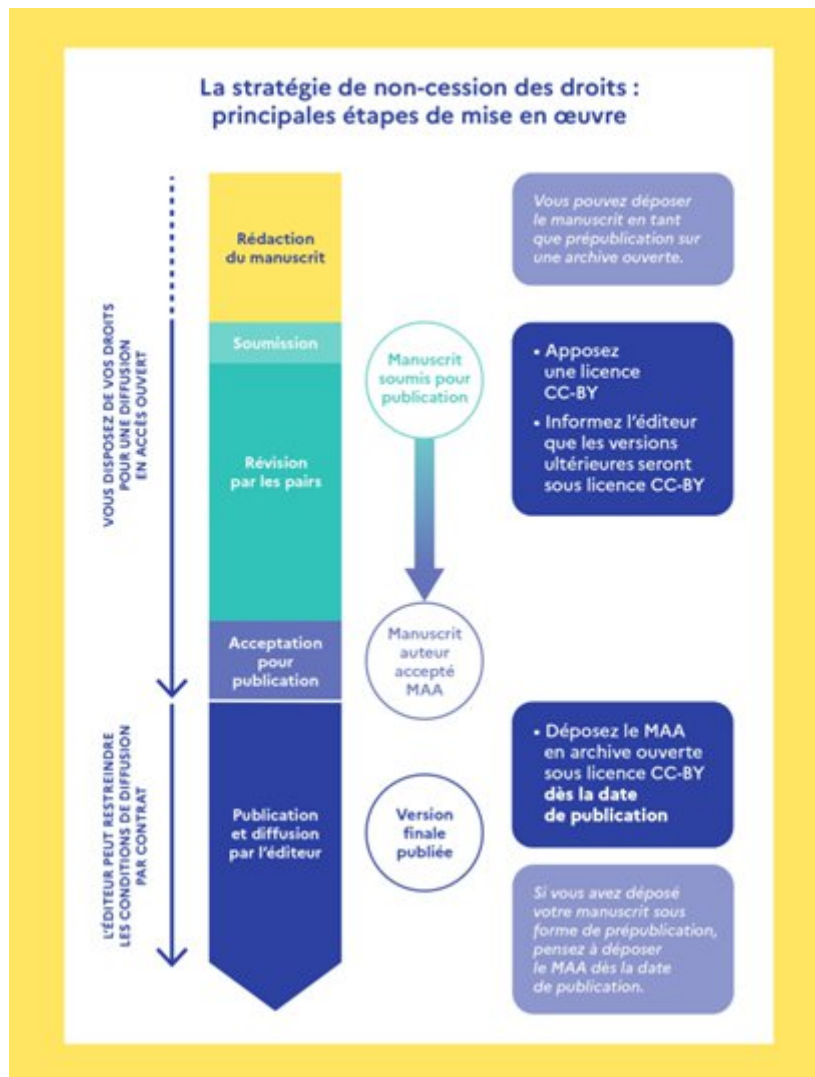 La stratégie de non-cession des droits :
principales étapes de mise en œuvre
VOUS DISPOSEZ DE VOS DROITS
POUR UNE DIFFUSION
EN ACCÈS OUVERT
Rédaction
du manuscrit
Vous pouvez déposer
le manuscrit en tant
que prépublication sur
une archive ouverte.
Soumission
Manuscrit
soumis pour
publication
• Apposez
une licence
CC-BY
• Informez l'éditeur
que les versions
ultérieures seront
sous licence CC-BY
Révision
par les pairs
Acceptation
pour
publication
Manuscrit
auteur
accepté
MAA
L'ÉDITEUR PEUT RESTREINDRE
LES CONDITIONS DE DIFFUSION
PAR CONTRAT
Publication
et diffusion
par l'éditeur
Version
finale
publiée
• Déposez le MAA
en archive ouverte
sous licence CC-BY
dès la date
de publication
Si vous avez déposé
votre manuscrit sous
forme de prépublication,
pensez à déposer
le MAA dès la date
de publication.